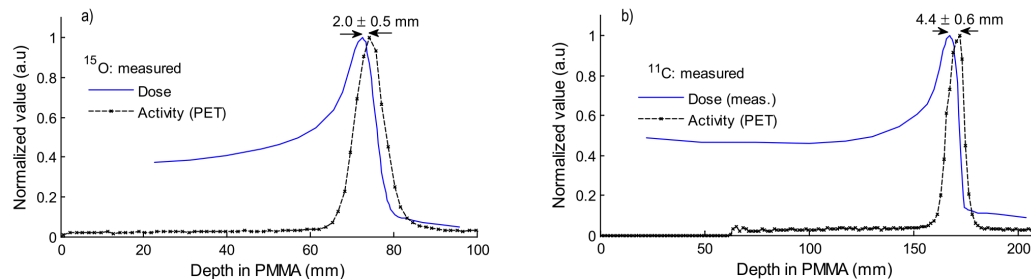 a)
2.0 ± 0.5 mm
1
0.8
0.6
0.4
0.2
0
Normalized value (a.u)
¹⁵O: measured
Dose
Activity (PET)
0
20
40
60
80
100
Depth in PMMA (mm)
b)
4.4 ± 0.6 mm
1
0.8
0.6
0.4
0.2
0
Normalized value (a.u)
¹¹C: measured
Dose (meas.)
Activity (PET)
0
50
100
150
200
Depth in PMMA (mm)